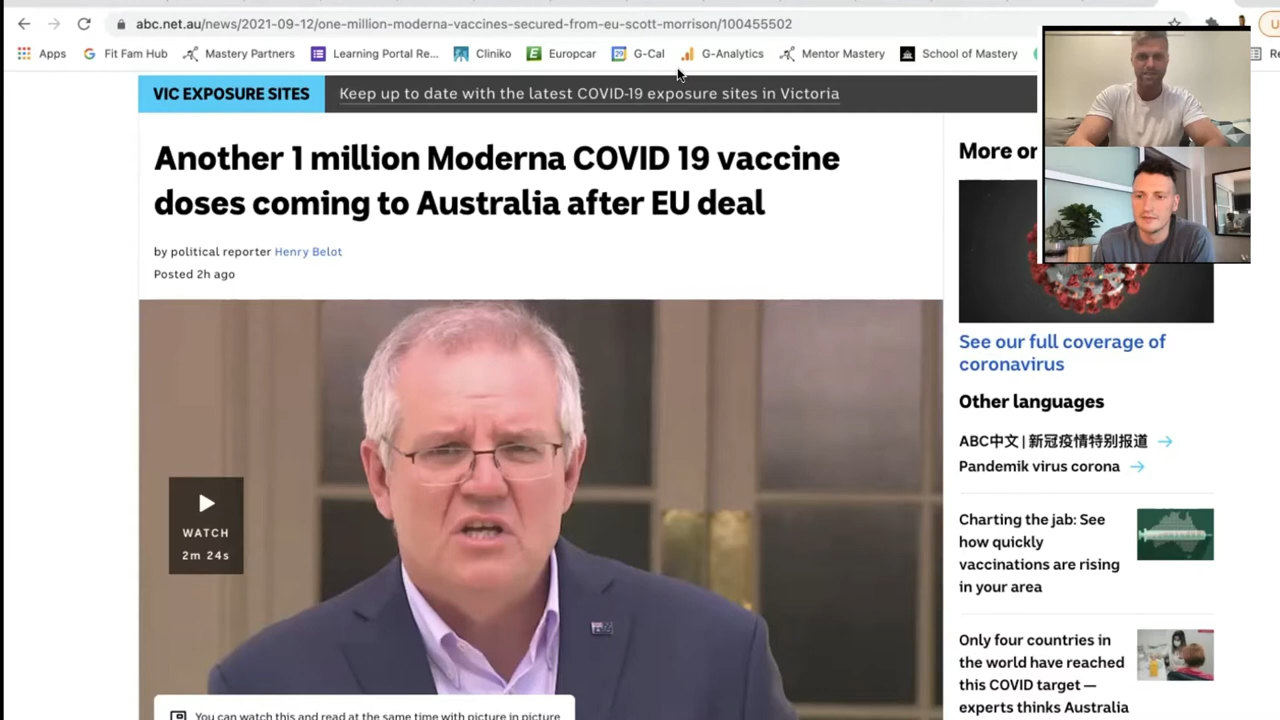 abc.net.au/news/2021-09-12/one-million-moderna-vaccines-secured-from-eu-scott-morrison/100455502
Apps Fit Fam Hub Mastery Partners Learning Portal Re... Cliniko Europcar G-Cal G-Analytics Mentor Mastery School of Mastery
VIC EXPOSURE SITES Keep up to date with the latest COVID-19 exposure sites in Victoria
Another 1 million Moderna COVID 19 vaccine
doses coming to Australia after EU deal
by political reporter Henry Belot
Posted 2h ago
WATCH
2m 24s
You can watch this and read at the same time with picture in picture
More
See our full coverage of
coronavirus
Other languages
ABC中文 | 新冠疫情特别报道
Pandemik virus corona
Charting the jab: See
how quickly
vaccinations are rising
in your area
Only four countries in
the world have reached
this COVID target —
experts thinks Australia